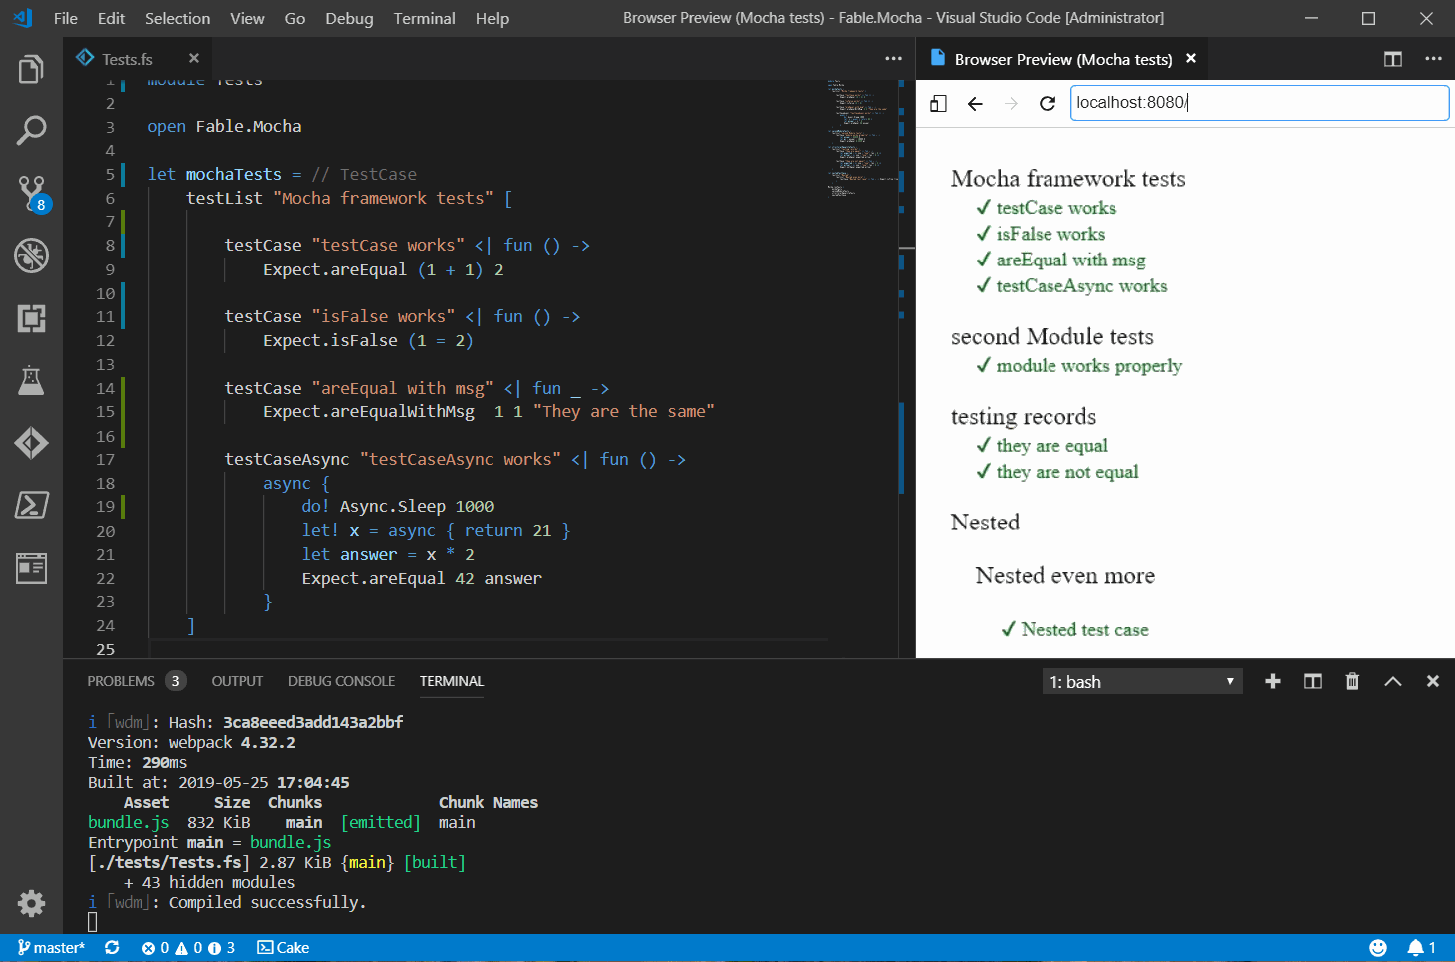 File Edit Selection View Go Debug Terminal Help
Browser Preview (Mocha tests) - Fable.Mocha - Visual Studio Code [Administrator]
Tests.fs
1 module Tests
2
3 open Fable.Mocha
4
5 let mochaTests = // TestCase
6 testList "Mocha framework tests" [
7
8 testCase "testCase works" <| fun () ->
9 Expect.areEqual (1 + 1) 2
10
11 testCase "isFalse works" <| fun () ->
12 Expect.isFalse (1 = 2)
13
14 testCase "areEqual with msg" <| fun _ ->
15 Expect.areEqualWithMsg  1 1 "They are the same"
16
17 testCaseAsync "testCaseAsync works" <| fun () ->
18 async {
19 do! Async.Sleep 1000
20 let! x = async { return 21 }
21 let answer = x * 2
22 Expect.areEqual 42 answer
23 }
24 ]
25
8
Browser Preview (Mocha tests)
localhost:8080/
Mocha framework tests
✓ testCase works
✓ isFalse works
✓ areEqual with msg
✓ testCaseAsync works
second Module tests
✓ module works properly
testing records
✓ they are equal
✓ they are not equal
Nested
Nested even more
✓ Nested test case
PROBLEMS 3 OUTPUT DEBUG CONSOLE TERMINAL
1: bash
i ｢wdm｣: Hash: 3ca8eeed3add143a2bbf
Version: webpack 4.32.2
Time: 290ms
Built at: 2019-05-25 17:04:45
Asset Size Chunks Chunk Names
bundle.js 832 KiB main [emitted] main
Entrypoint main = bundle.js
[./tests/Tests.fs] 2.87 KiB {main} [built]
+ 43 hidden modules
i ｢wdm｣: Compiled successfully.
master* 0 0 3 Cake 1